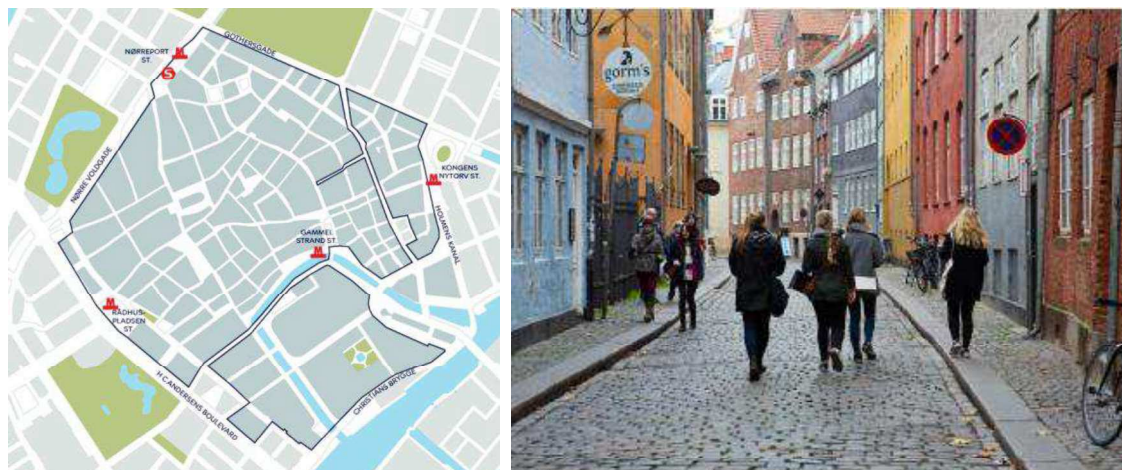 GOTHERSGADE
NØRREPORT
ST.
S
M
NØRRE VOLDGADE
KONGENS
NYTORV ST.
M
HOLMENS KANAL
GAMMEL
STRAND ST.
M
M
RÅDHUS-
PLADSEN
ST.
H C ANDERSENS BOULEVARD
CHRISTIANS BRYGGE
gorm's